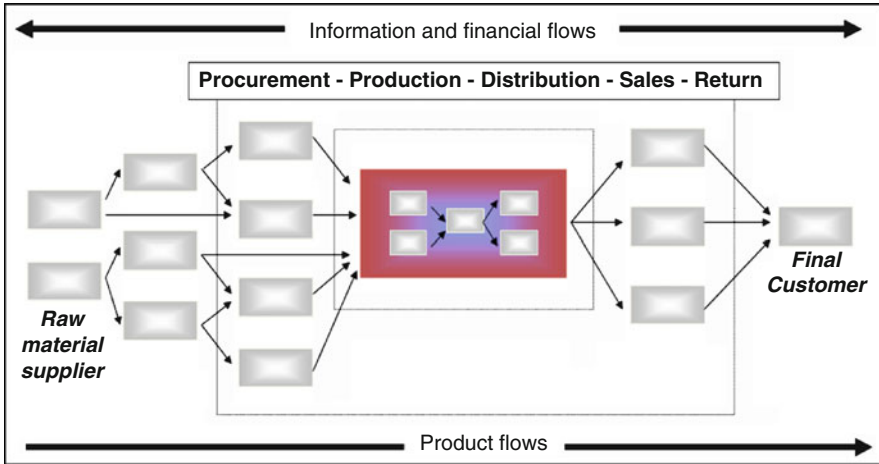 Information and financial flows
Procurement - Production - Distribution - Sales - Return
Raw
material
supplier
Final
Customer
Product flows